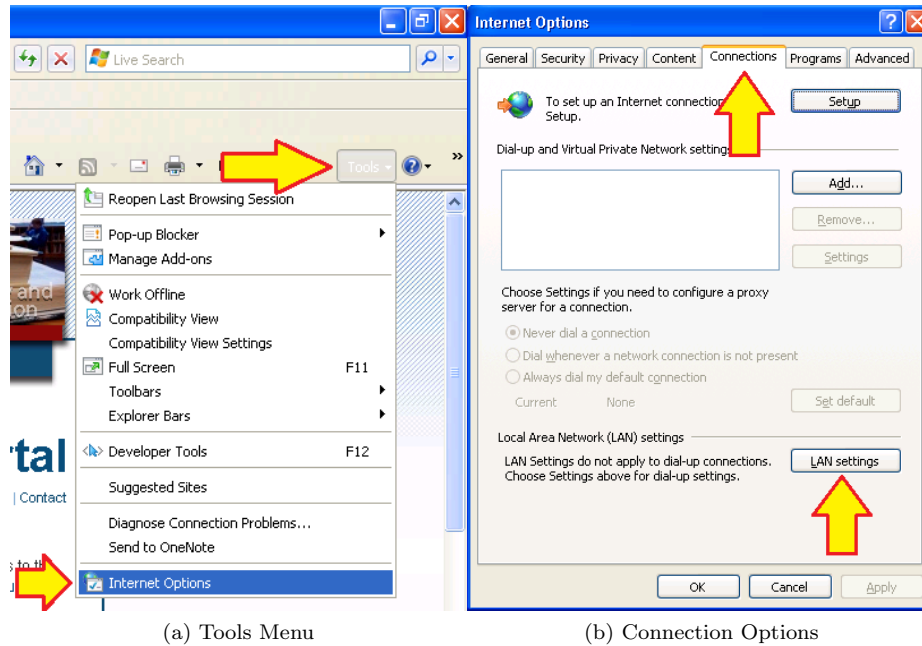 Live Search
Tools
»
Reopen Last Browsing Session
Pop-up Blocker
Manage Add-ons
and
on
Work Offline
Compatibility View
Compatibility View Settings
Full Screen F11
Toolbars
Explorer Bars
rtal
Developer Tools F12
| Contact
Suggested Sites
Diagnose Connection Problems...
Send to OneNote
s to th
Internet Options
(a) Tools Menu
Internet Options
General Security Privacy Content Connections Programs Advanced
To set up an Internet connection
Setup.
Setup
Dial-up and Virtual Private Network settings
Add...
Remove...
Settings
Choose Settings if you need to configure a proxy
server for a connection.
Never dial a connection
Dial whenever a network connection is not present
Always dial my default connection
Current None
Set default
Local Area Network (LAN) settings
LAN Settings do not apply to dial-up connections.
Choose Settings above for dial-up settings.
LAN settings
OK Cancel Apply
(b) Connection Options